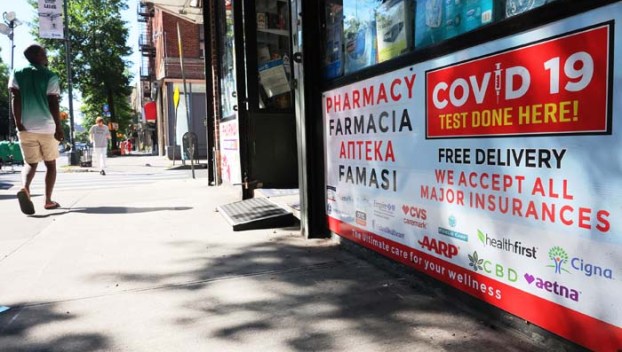 PHARMACY
FARMACIA
АПТЕКА
FAMASI
COVID 19
TEST DONE HERE!
FREE DELIVERY
WE ACCEPT ALL
MAJOR INSURANCES
CVS
caremark
AARP
healthfirst
CBD
Cigna
aetna
The ultimate care for your wellness